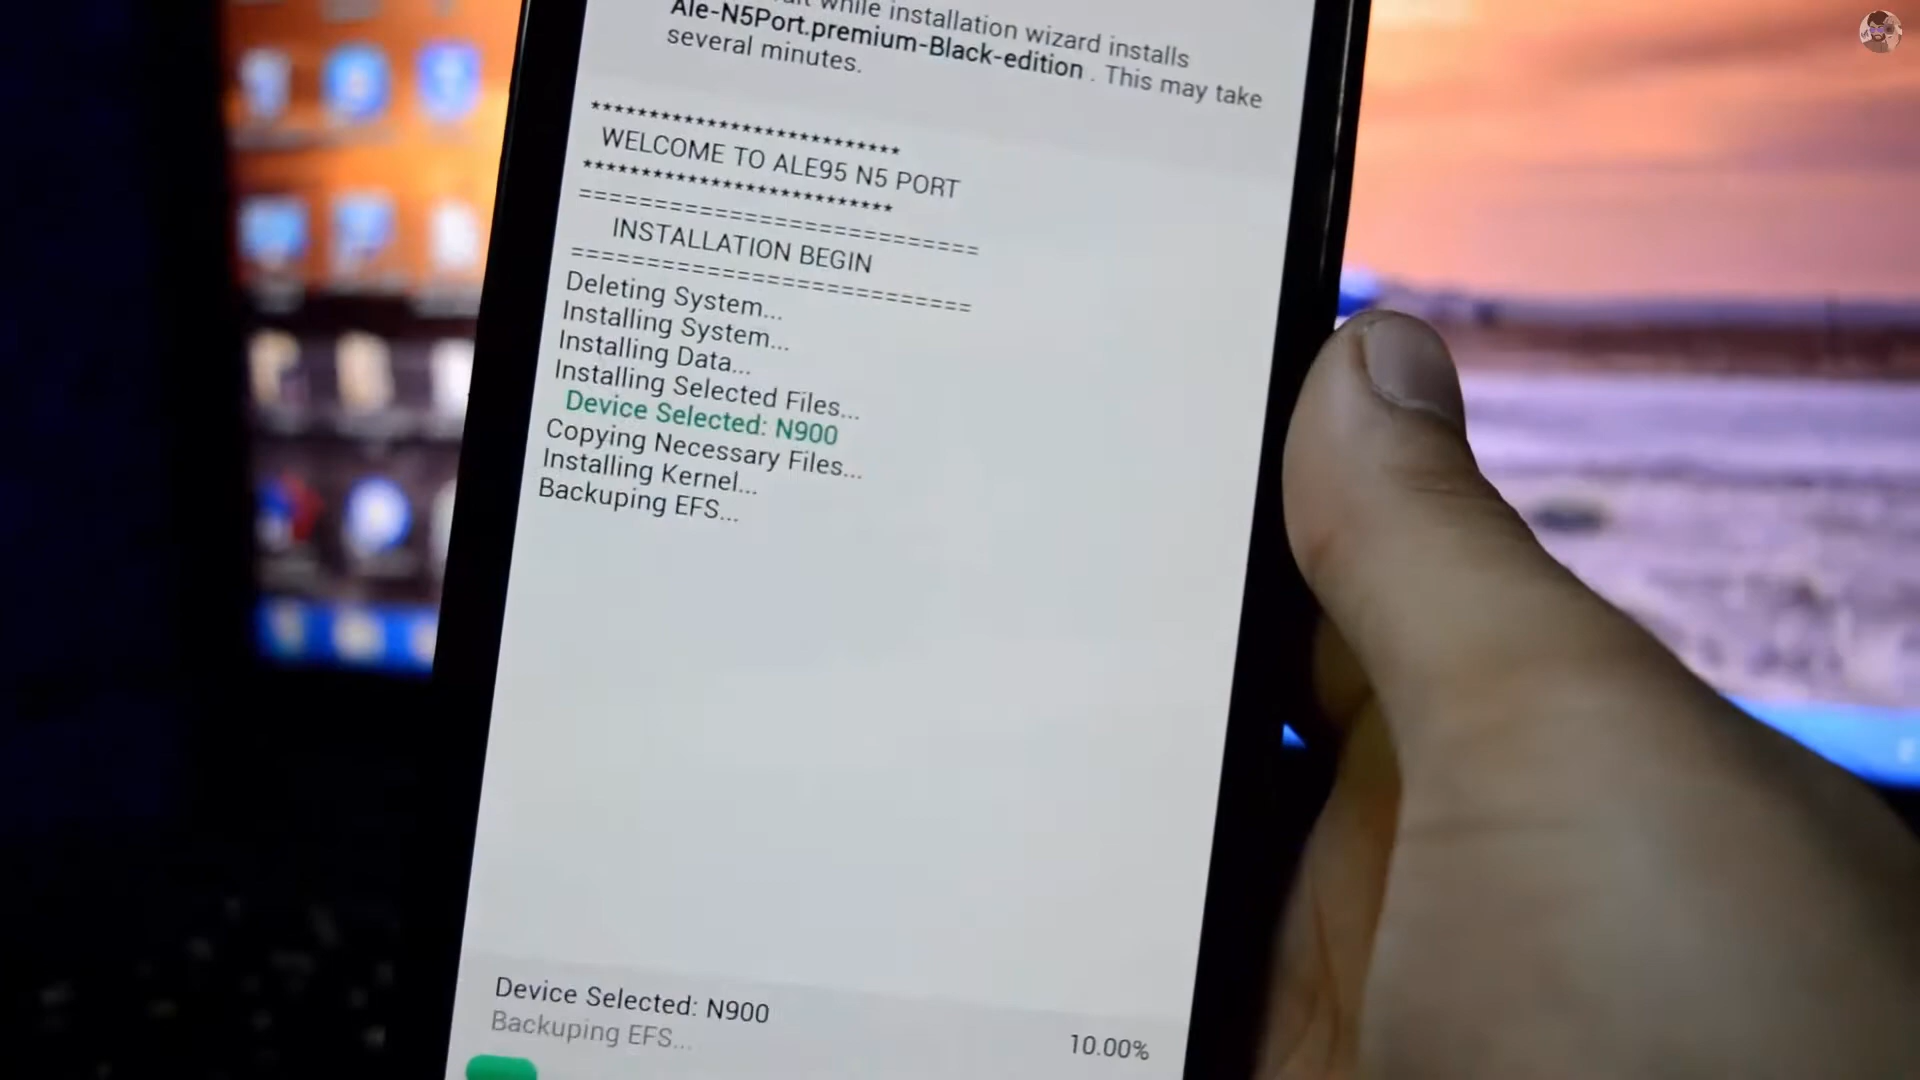 while installation wizard installs
Ale-N5Port.premium-Black-edition . This may take
several minutes.
**************************
WELCOME TO ALE95 N5 PORT
**************************
===========================
INSTALLATION BEGIN
===========================
Deleting System...
Installing System...
Installing Data...
Installing Selected Files...
Device Selected: N900
Copying Necessary Files...
Installing Kernel...
Backuping EFS...
Device Selected: N900
Backuping EFS...
10.00%